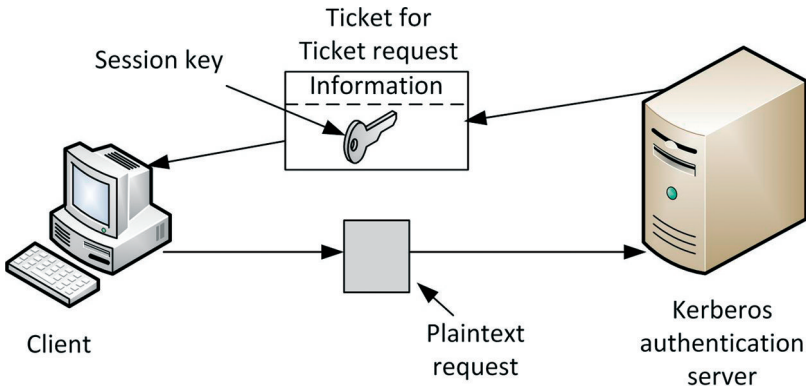 Ticket for
Ticket request
Session key
Information
Client
Plaintext
request
Kerberos
authentication
server